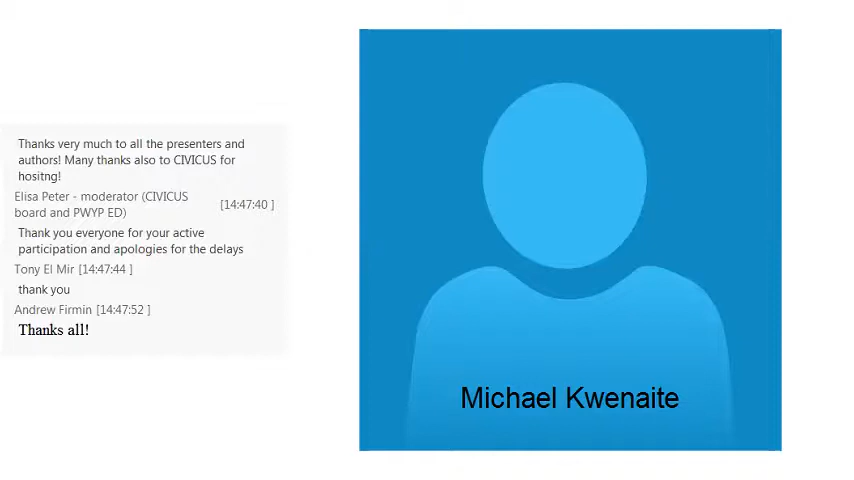 Thanks very much to all the presenters and
authors! Many thanks also to CIVICUS for
hositng!
Elisa Peter - moderator (CIVICUS
board and PWYP ED)
[14:47:40 ]
Thank you everyone for your active
participation and apologies for the delays
Tony El Mir [14:47:44 ]
thank you
Andrew Firmin [14:47:52 ]
Thanks all!
Michael Kwenaite